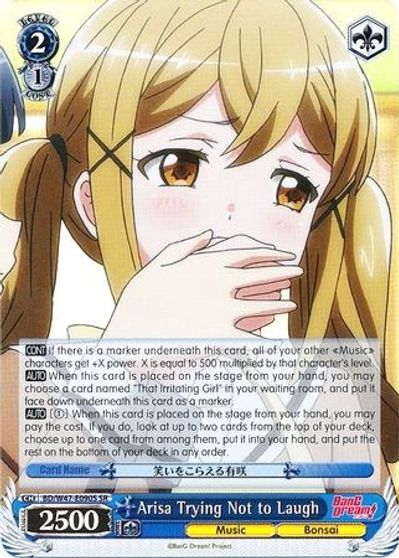 LEVEL
2
1
COST
CONT If there is a marker underneath this card, all of your other «Music»
characters get +X power. X is equal to 500 multiplied by that character's level.
AUTO When this card is placed on the stage from your hand, you may
choose a card named "That Irritating Girl" in your waiting room, and put it
face down underneath this card as a marker.
AUTO [①] When this card is placed on the stage from your hand, you may
pay the cost. If you do, look at up to two cards from the top of your deck,
choose up to one card from among them, put it into your hand, and put the
rest on the bottom of your deck in any order.
Card Name 笑いをこらえる有咲
CH. BD/W47-E090S SR
Arisa Trying Not to Laugh
BanG Dream!
2500
Music Bonsai
©BanG Dream! Project